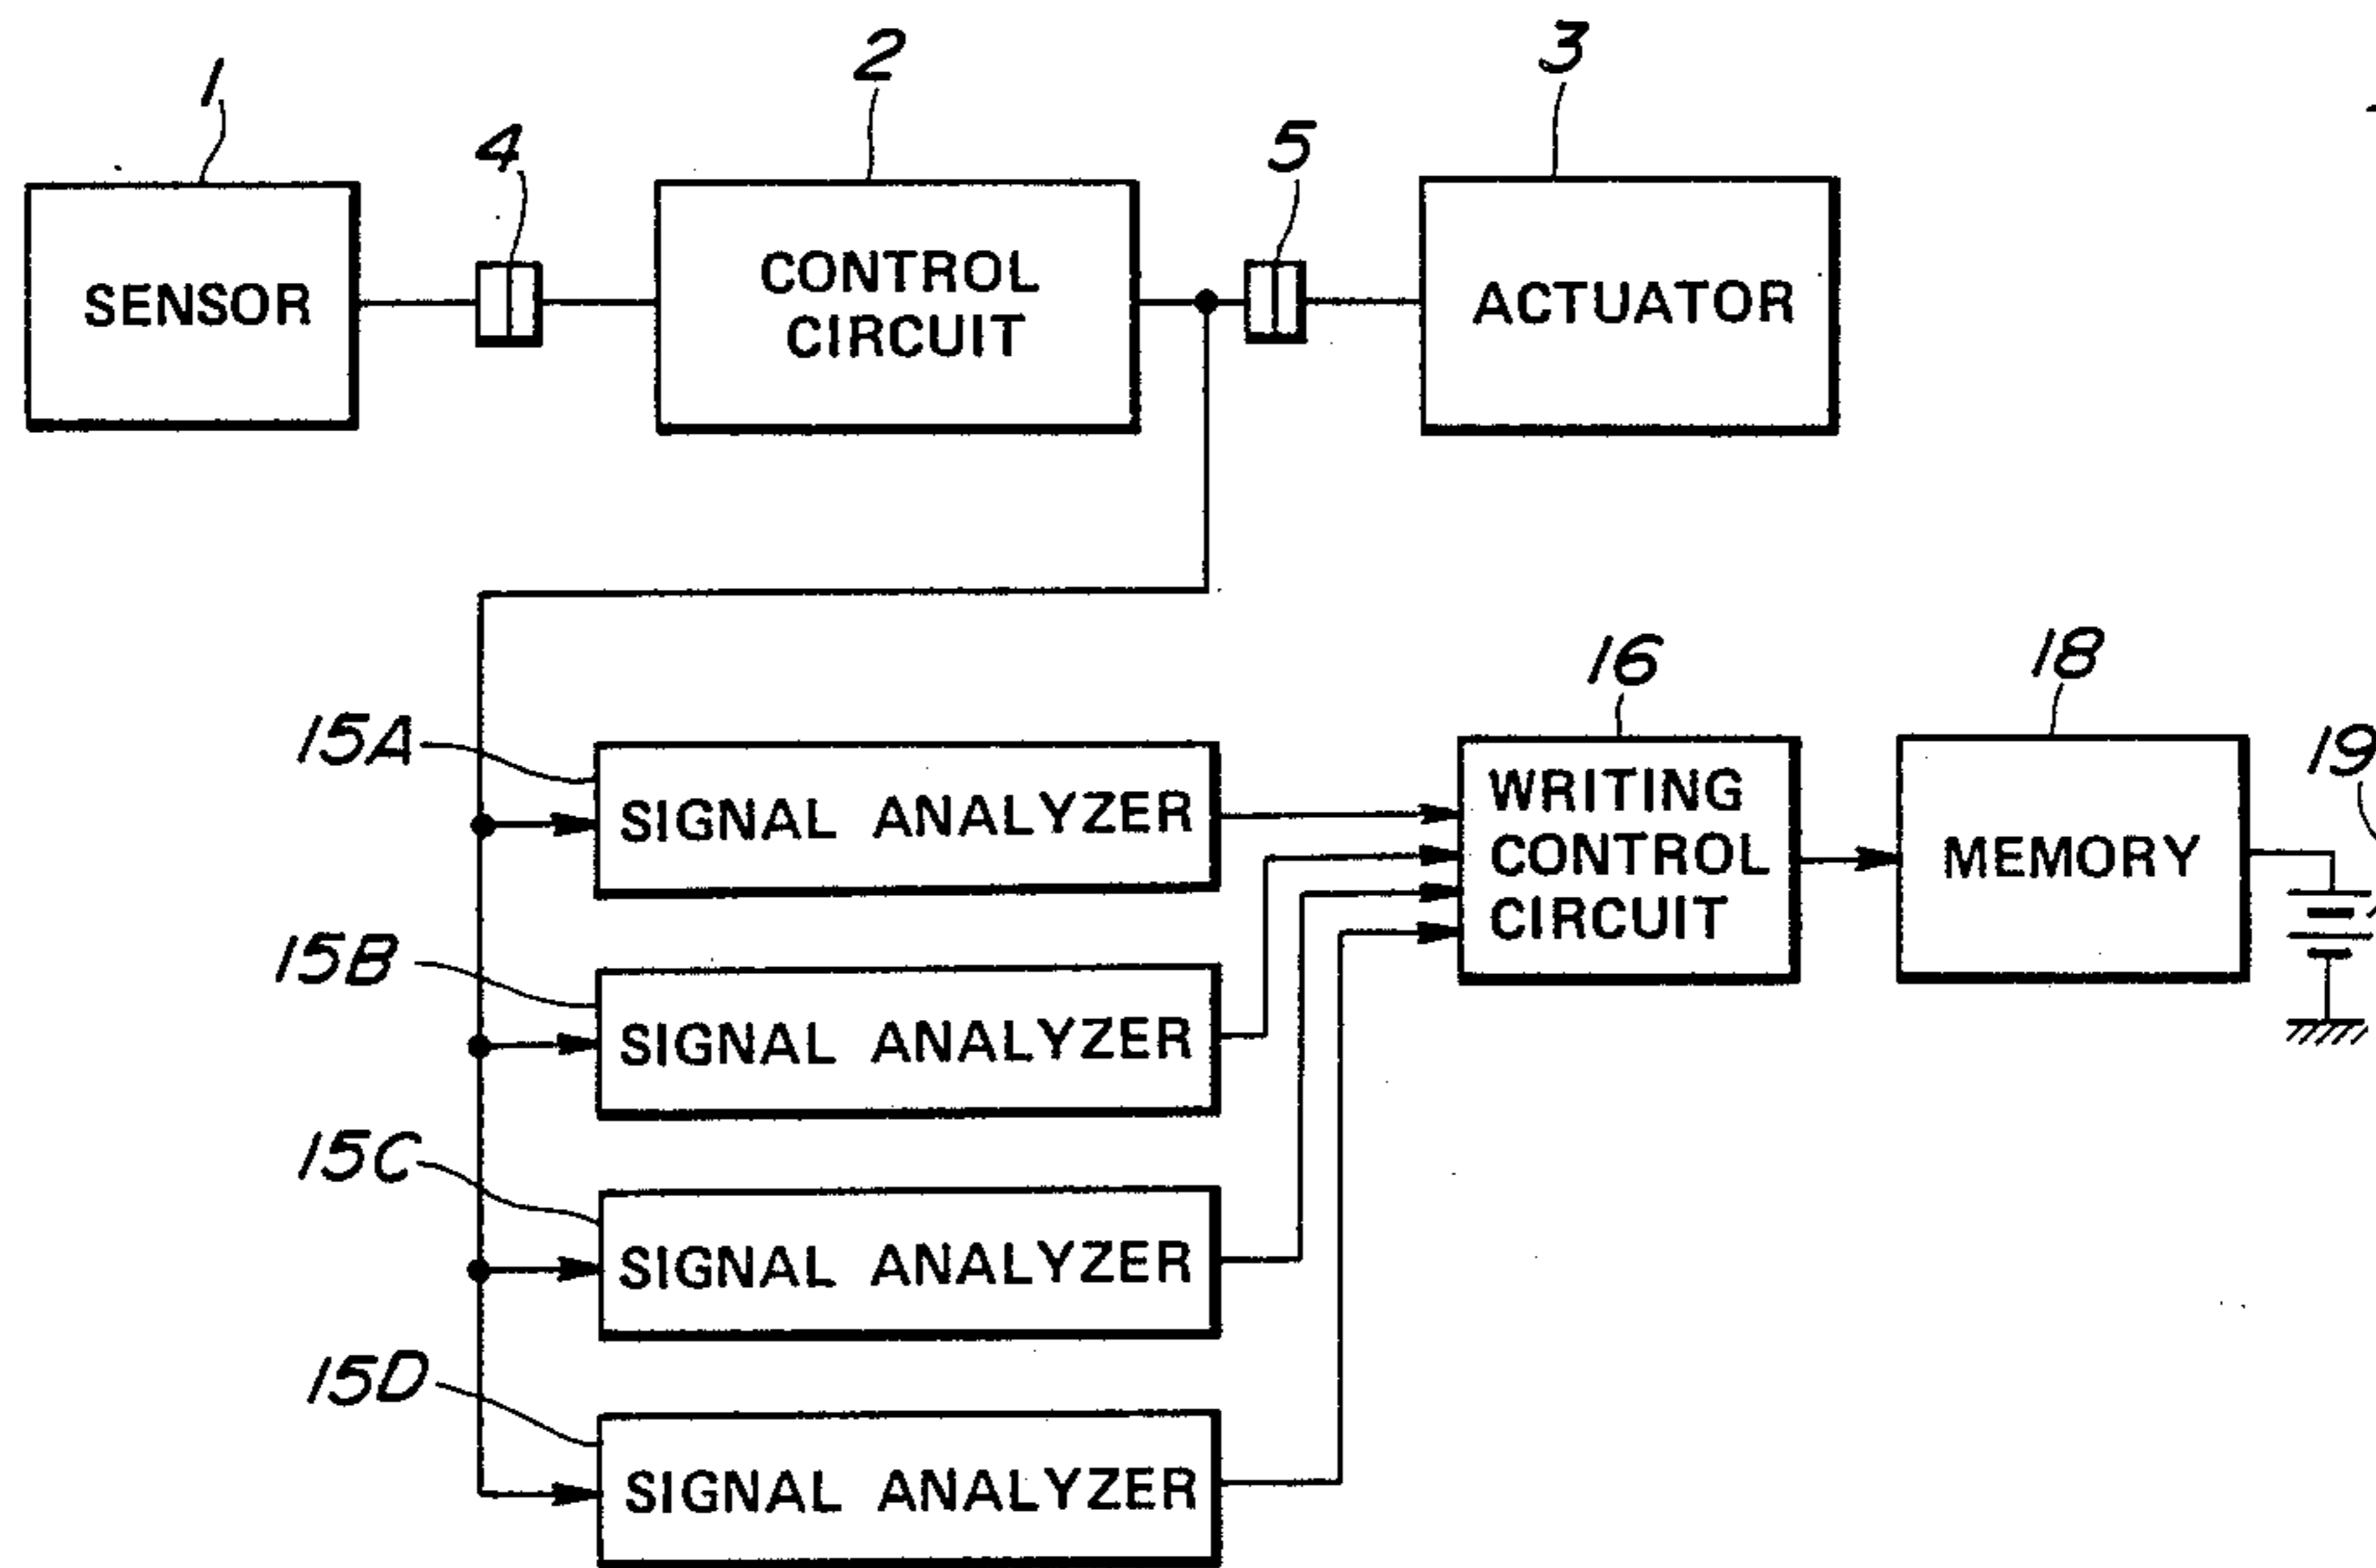 1
2
3
4
5
SENSOR
CONTROL
CIRCUIT
ACTUATOR
16
18
15A
19
SIGNAL ANALYZER
WRITING
CONTROL
CIRCUIT
MEMORY
15B
SIGNAL ANALYZER
15C
SIGNAL ANALYZER
15D
SIGNAL ANALYZER